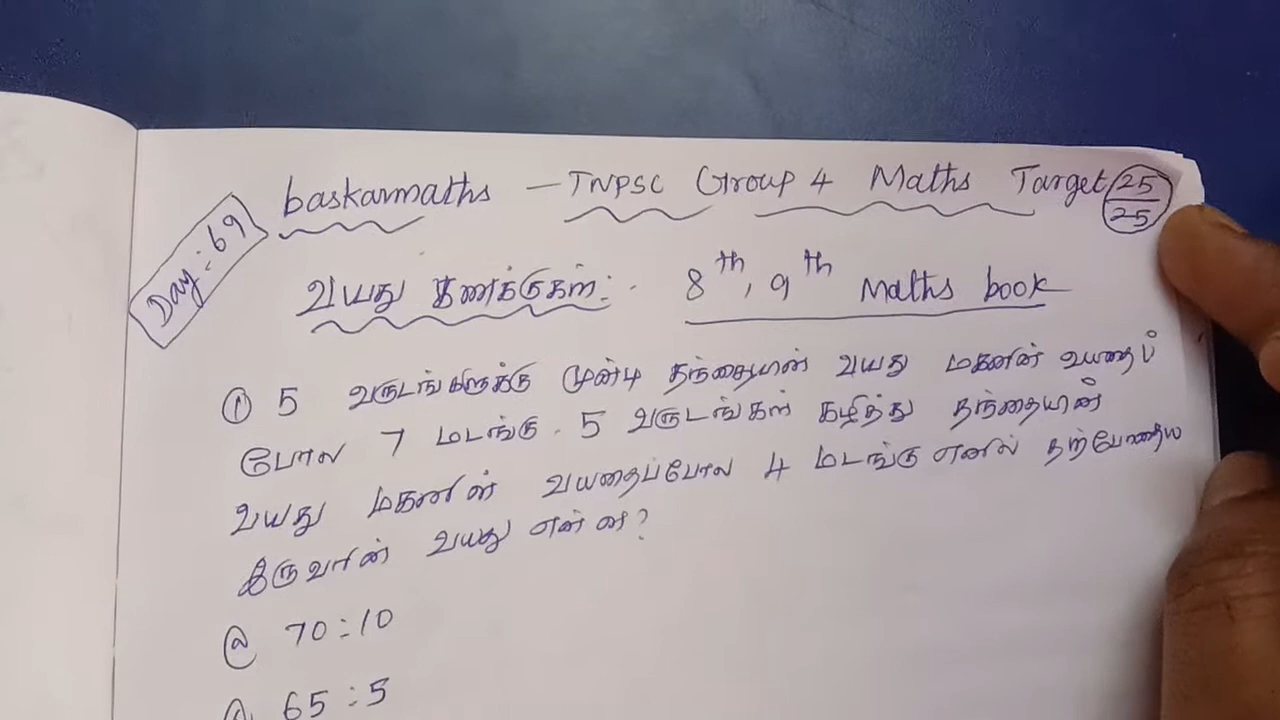 baskarmaths - TNPSC Group 4 Maths Target 25/25
Day: 69
வயது கணக்குகள்: 8th, 9th Maths book
① 5 வருடங்களுக்கு முன்பு தந்தையின் வயது மகனின் வயதைப்
போல 7 மடங்கு. 5 வருடங்கள் கழித்து தந்தையின்
வயது மகனின் வயதைப்போல 4 மடங்கு எனில் தற்போதைய
இருவரின் வயது என்ன?
ⓐ 70:10
65:5